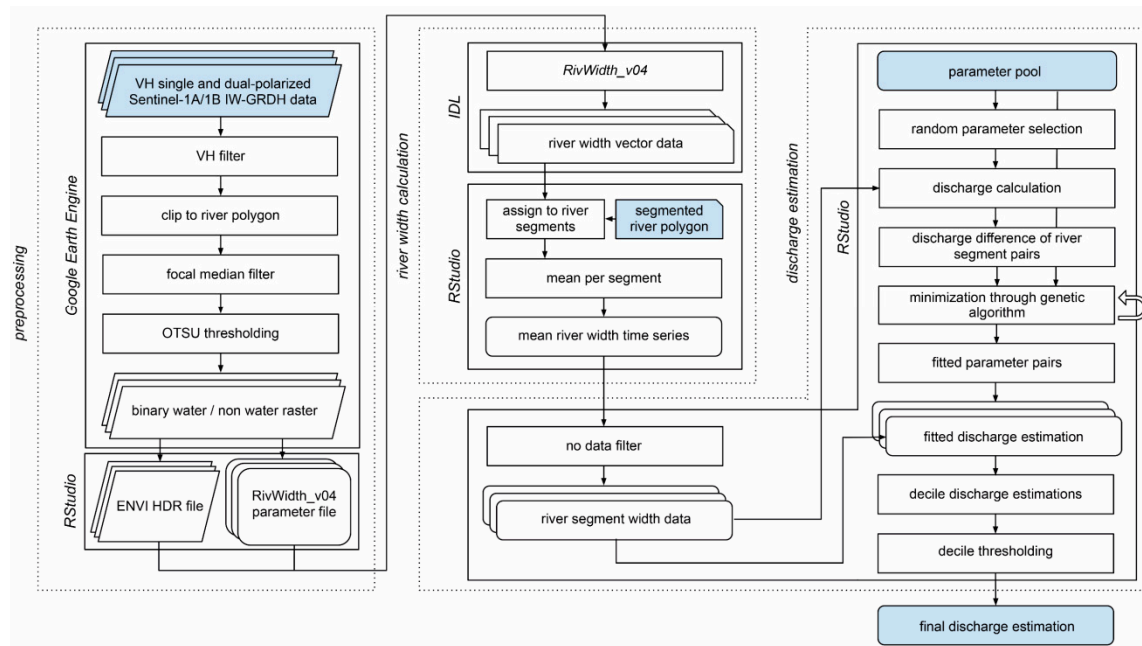 preprocessing
Google Earth Engine
VH single and dual-polarized
Sentinel-1A/1B IW-GRDH data
VH filter
clip to river polygon
focal median filter
OTSU thresholding
binary water / non water raster
RStudio
ENVI HDR file
RivWidth_v04
parameter file
river width calculation
IDL
RivWidth_v04
river width vector data
RStudio
assign to river
segments
segmented
river polygon
mean per segment
mean river width time series
discharge estimation
no data filter
river segment width data
RStudio
parameter pool
random parameter selection
discharge calculation
discharge difference of river
segment pairs
minimization through genetic
algorithm
fitted parameter pairs
fitted discharge estimation
decile discharge estimations
decile thresholding
final discharge estimation